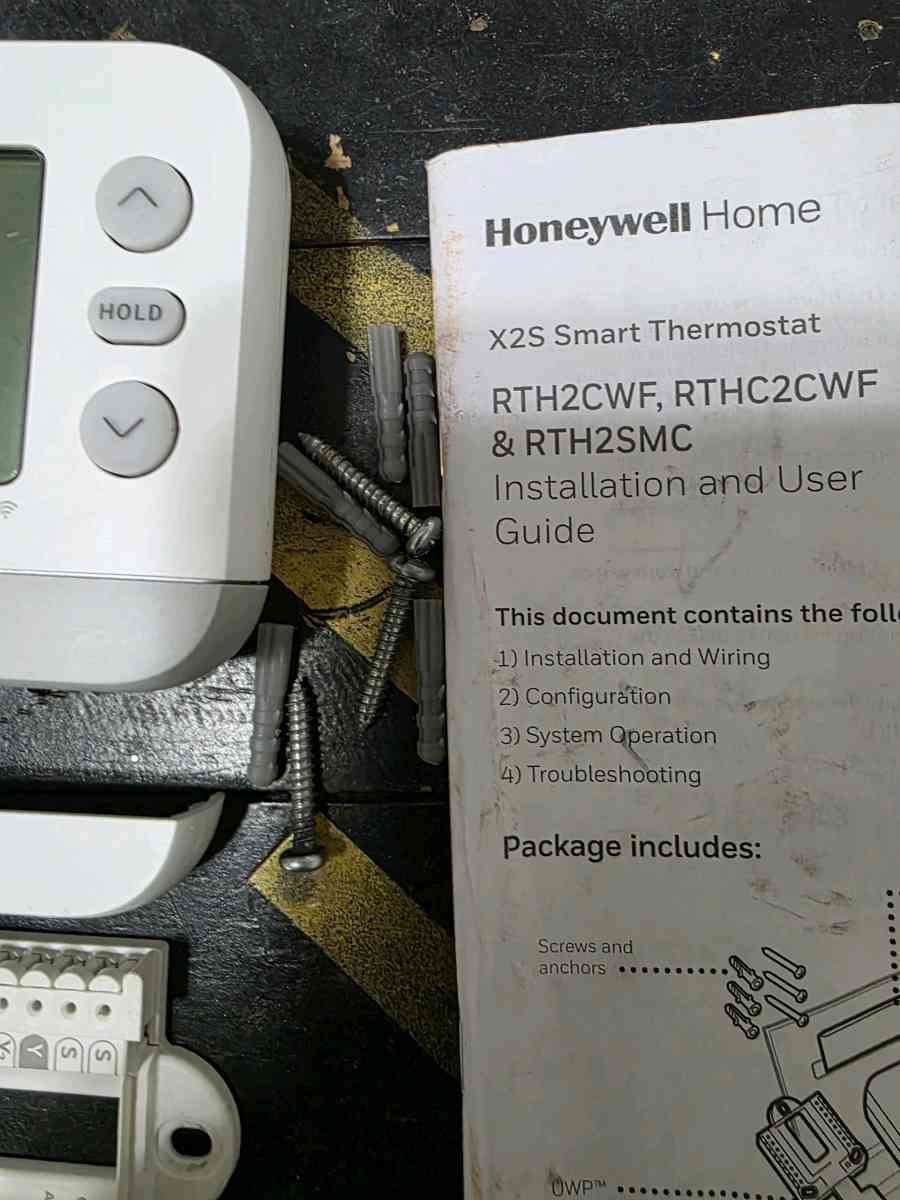 HOLD
Honeywell Home
X2S Smart Thermostat
RTH2CWF, RTHC2CWF
& RTH2SMC
Installation and User
Guide
This document contains the foll
1) Installation and Wiring
2) Configuration
3) System Operation
4) Troubleshooting
Package includes:
Screws and
anchors
UWP™
Y S S